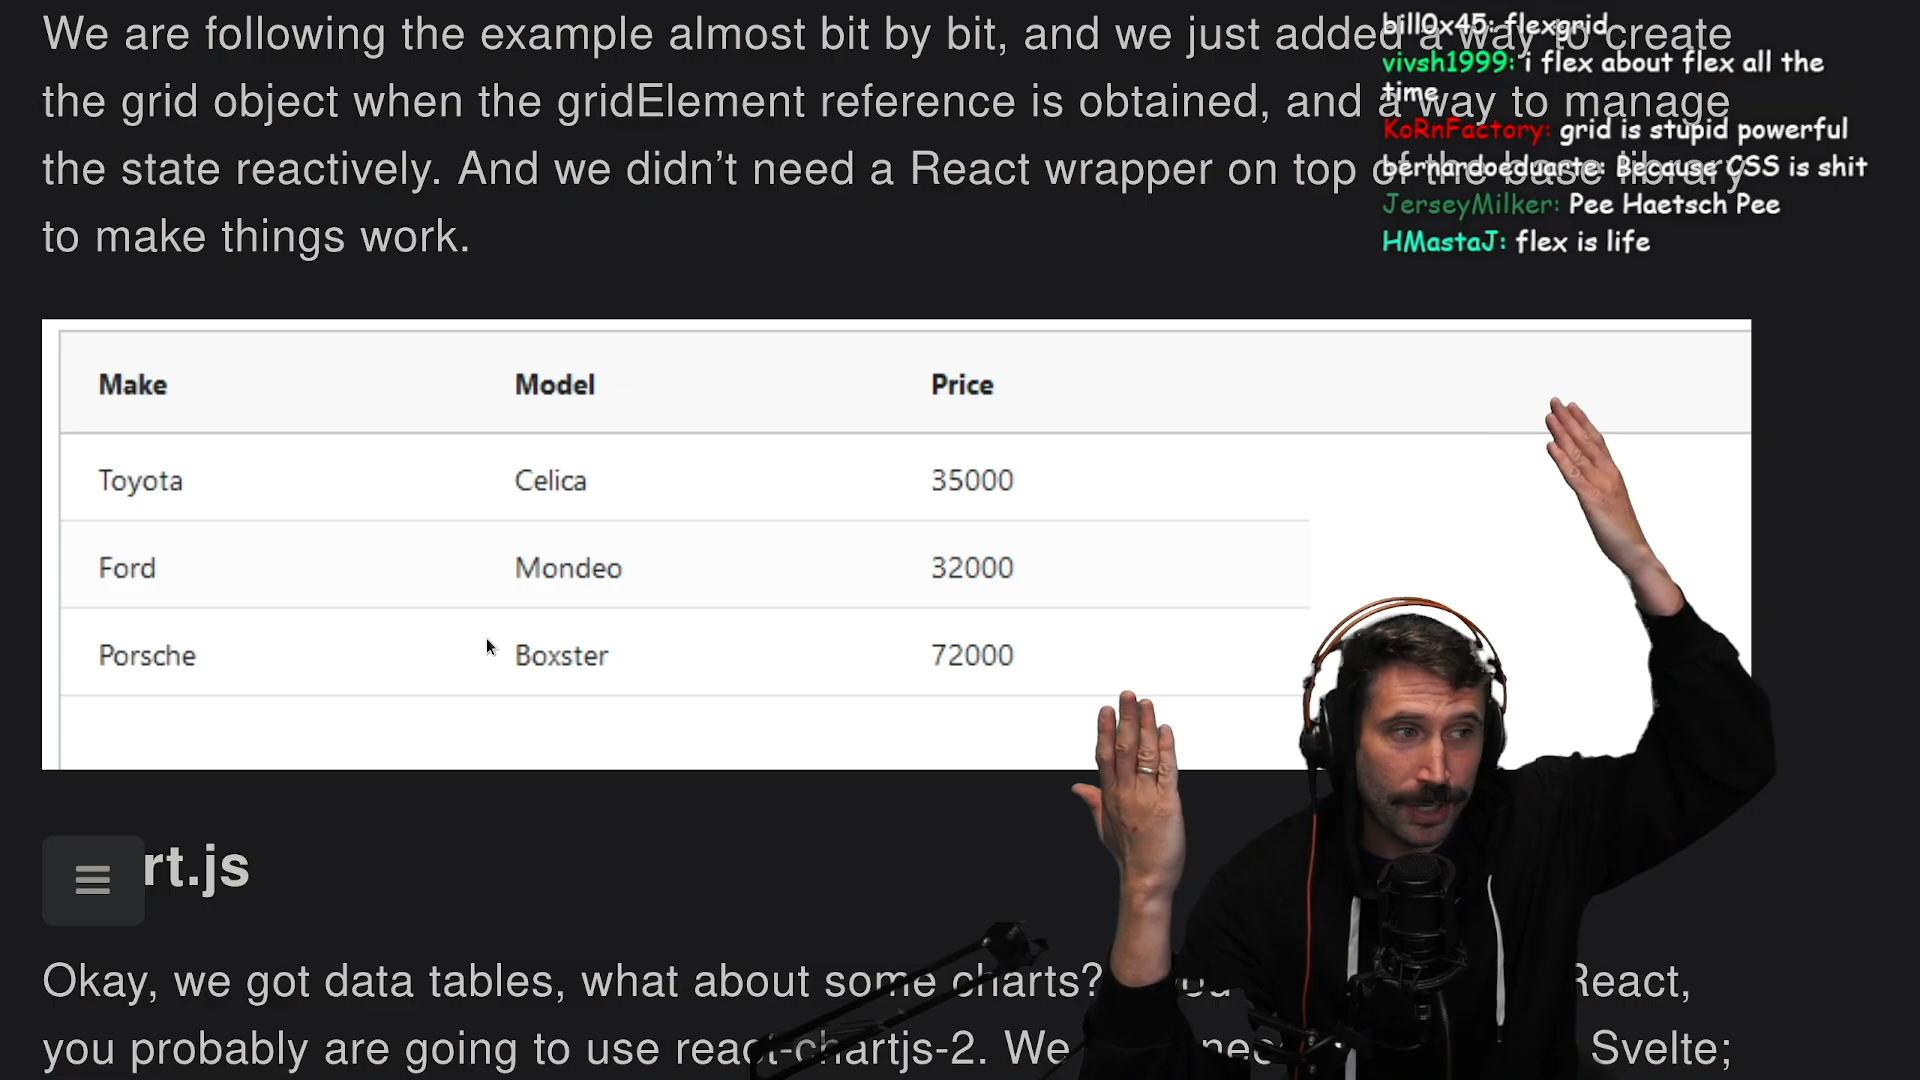 We are following the example almost bit by bit, and we just added a way to create
the grid object when the gridElement reference is obtained, and a way to manage
the state reactively. And we didn’t need a React wrapper on top of the base library
to make things work.
bill0x45: flexgrid
vivsh1999: i flex about flex all the
time
KoRnFactory: grid is stupid powerful
bernardoeduarte: Because CSS is shit
JerseyMilker: Pee Haetsch Pee
HMastaJ: flex is life
Make Model Price
Toyota Celica 35000
Ford Mondeo 32000
Porsche Boxster 72000
rt.js
Okay, we got data tables, what about some charts? React,
you probably are going to use react-chartjs-2. We Svelte;